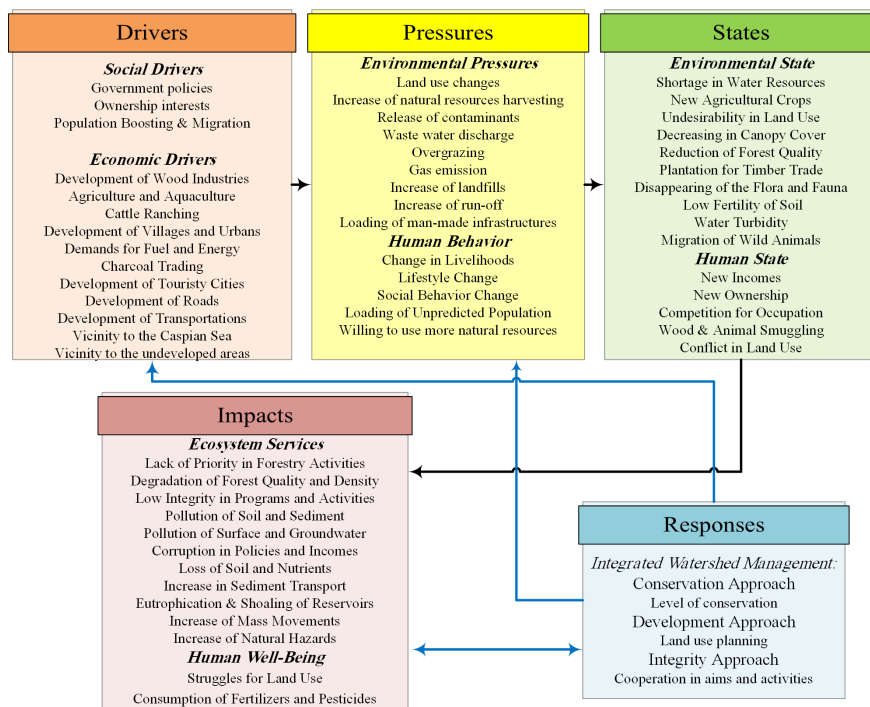 Drivers
Social Drivers
Government policies
Ownership interests
Population Boosting & Migration
Economic Drivers
Development of Wood Industries
Agriculture and Aquaculture
Cattle Ranching
Development of Villages and Urbans
Demands for Fuel and Energy
Charcoal Trading
Development of Touristy Cities
Development of Roads
Development of Transportations
Vicinity to the Caspian Sea
Vicinity to the undeveloped areas
Pressures
Environmental Pressures
Land use changes
Increase of natural resources harvesting
Release of contaminants
Waste water discharge
Overgrazing
Gas emission
Increase of landfills
Increase of run-off
Loading of man-made infrastructures
Human Behavior
Change in Livelihoods
Lifestyle Change
Social Behavior Change
Loading of Unpredicted Population
Willing to use more natural resources
States
Environmental State
Shortage in Water Resources
New Agricultural Crops
Undesirability in Land Use
Decreasing in Canopy Cover
Reduction of Forest Quality
Plantation for Timber Trade
Disappearing of the Flora and Fauna
Low Fertility of Soil
Water Turbidity
Migration of Wild Animals
Human State
New Incomes
New Ownership
Competition for Occupation
Wood & Animal Smuggling
Conflict in Land Use
Impacts
Ecosystem Services
Lack of Priority in Forestry Activities
Degradation of Forest Quality and Density
Low Integrity in Programs and Activities
Pollution of Soil and Sediment
Pollution of Surface and Groundwater
Corruption in Policies and Incomes
Loss of Soil and Nutrients
Increase in Sediment Transport
Eutrophication & Shoaling of Reservoirs
Increase of Mass Movements
Increase of Natural Hazards
Human Well-Being
Struggles for Land Use
Consumption of Fertilizers and Pesticides
Responses
Integrated Watershed Management:
Conservation Approach
Level of conservation
Development Approach
Land use planning
Integrity Approach
Cooperation in aims and activities